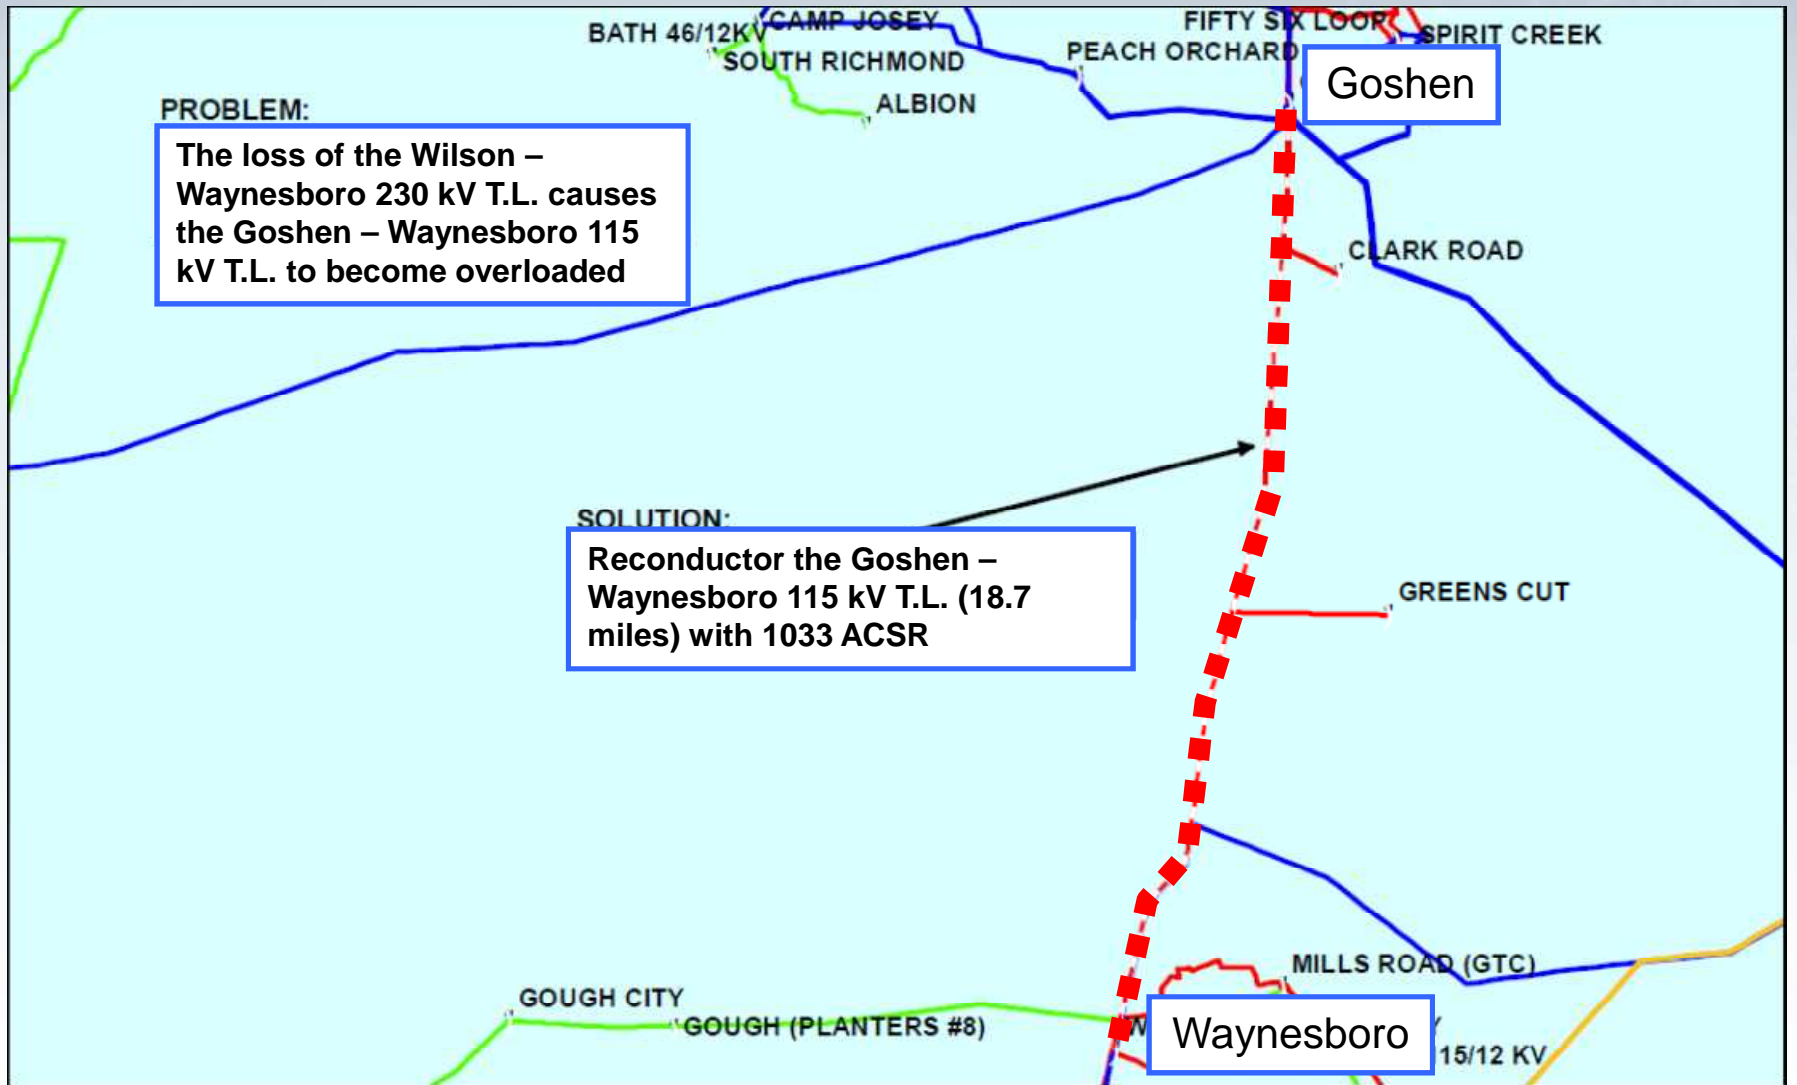 BATH 46/12KV
CAMP JOSEY
SOUTH RICHMOND
ALBION
FIFTY SIX LOOP
SPIRIT CREEK
PEACH ORCHARD
Goshen
PROBLEM:
The loss of the Wilson –
Waynesboro 230 kV T.L. causes
the Goshen – Waynesboro 115
kV T.L. to become overloaded
CLARK ROAD
SOLUTION:
Reconductor the Goshen –
Waynesboro 115 kV T.L. (18.7
miles) with 1033 ACSR
GREENS CUT
MILLS ROAD (GTC)
GOUGH CITY
GOUGH (PLANTERS #8)
Waynesboro
15/12 KV